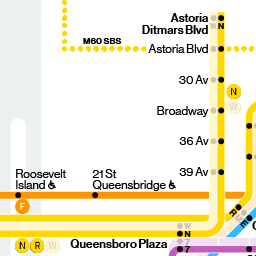 Astoria
Ditmars Blvd
W N
M60 SBS
Astoria Blvd
30 Av
N
W
Broadway
36 Av
39 Av
Roosevelt
Island
21 St
Queensbridge
F
R W
N R W
Queensboro Plaza
W
N
7
7